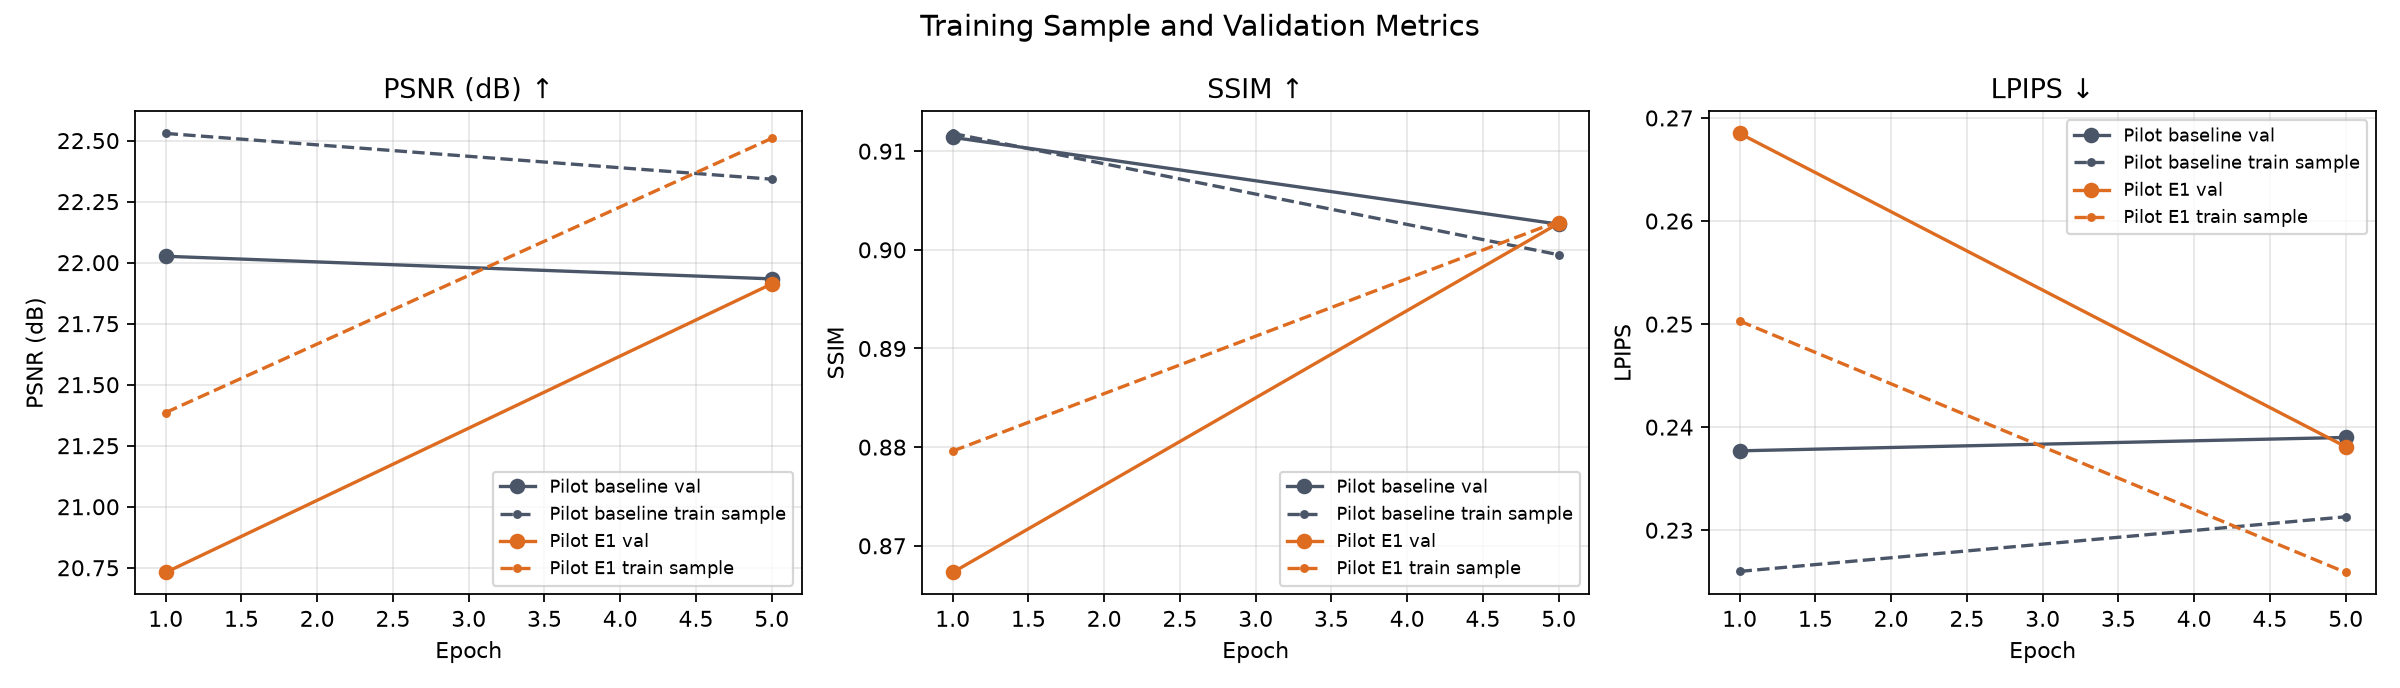 Training Sample and Validation Metrics
PSNR (dB) ↑
PSNR (dB)
22.50
22.25
22.00
21.75
21.50
21.25
21.00
20.75
1.0 1.5 2.0 2.5 3.0 3.5 4.0 4.5 5.0
Epoch
Pilot baseline val
Pilot baseline train sample
Pilot E1 val
Pilot E1 train sample
SSIM ↑
SSIM
0.91
0.90
0.89
0.88
0.87
1.0 1.5 2.0 2.5 3.0 3.5 4.0 4.5 5.0
Epoch
Pilot baseline val
Pilot baseline train sample
Pilot E1 val
Pilot E1 train sample
LPIPS ↓
LPIPS
0.27
0.26
0.25
0.24
0.23
1.0 1.5 2.0 2.5 3.0 3.5 4.0 4.5 5.0
Epoch
Pilot baseline val
Pilot baseline train sample
Pilot E1 val
Pilot E1 train sample